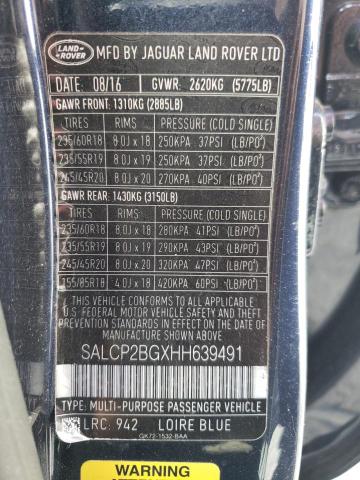 LAND ROVER
MFD BY JAGUAR LAND ROVER LTD
DATE: 08/16 GVWR: 2620KG (5775LB)
GAWR FRONT: 1310KG (2885LB)
TIRES RIMS PRESSURE (COLD SINGLE)
235/60R18 8.0J x 18 250KPA 37PSI (LB/PO²)
235/55R19 8.0J x 19 250KPA 37PSI (LB/PO²)
245/45R20 8.0J x 20 270KPA 40PSI (LB/PO²)
GAWR REAR: 1430KG (3150LB)
TIRES RIMS PRESSURE (COLD SINGLE)
235/60R18 8.0J x 18 280KPA 41PSI (LB/PO²)
235/55R19 8.0J x 19 290KPA 43PSI (LB/PO²)
245/45R20 8.0J x 20 320KPA 47PSI (LB/PO²)
155/85R18 4.0J x 18 420KPA 60PSI (LB/PO²)
THIS VEHICLE CONFORMS TO ALL APPLICABLE
U.S. FEDERAL MOTOR VEHICLE SAFETY AND
THEFT PREVENTION STANDARDS IN EFFECT ON
THE DATE OF MANUFACTURE SHOWN ABOVE.
SALCP2BGXHH639491
TYPE: MULTI-PURPOSE PASSENGER VEHICLE
LRC: 942 LOIRE BLUE
GK72-1532-BAA
WARNING